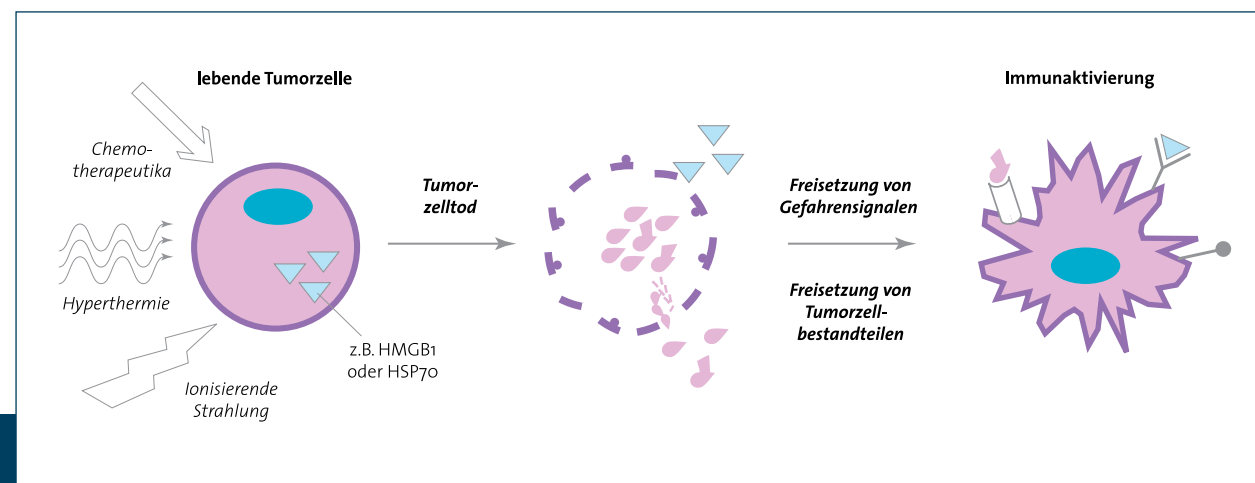 lebende Tumorzelle
Chemo-
therapeutika
Hyperthermie
Ionisierende
Strahlung
z.B. HMGB1
oder HSP70
Tumor-
zelltod
Freisetzung von
Gefahrensignalen
Freisetzung von
Tumorzell-
bestandteilen
Immunaktivierung